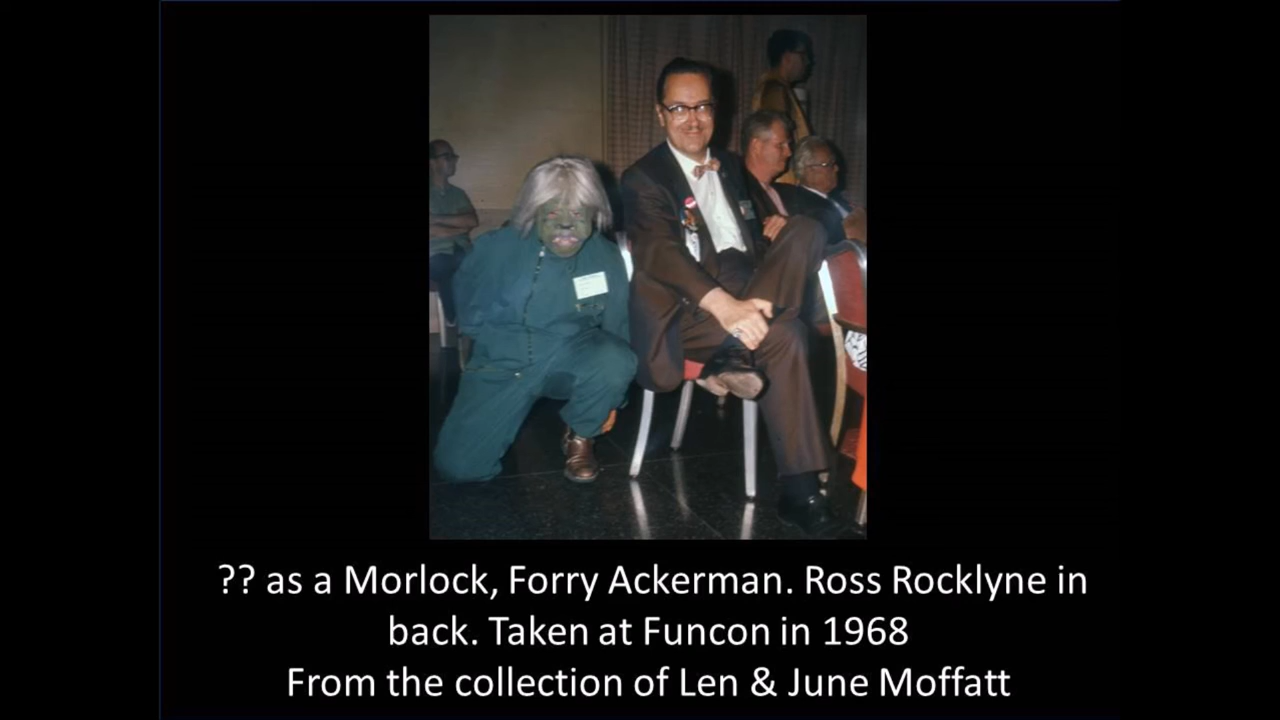 ?? as a Morlock, Forry Ackerman. Ross Rocklyne in
back. Taken at Funcon in 1968
From the collection of Len & June Moffatt